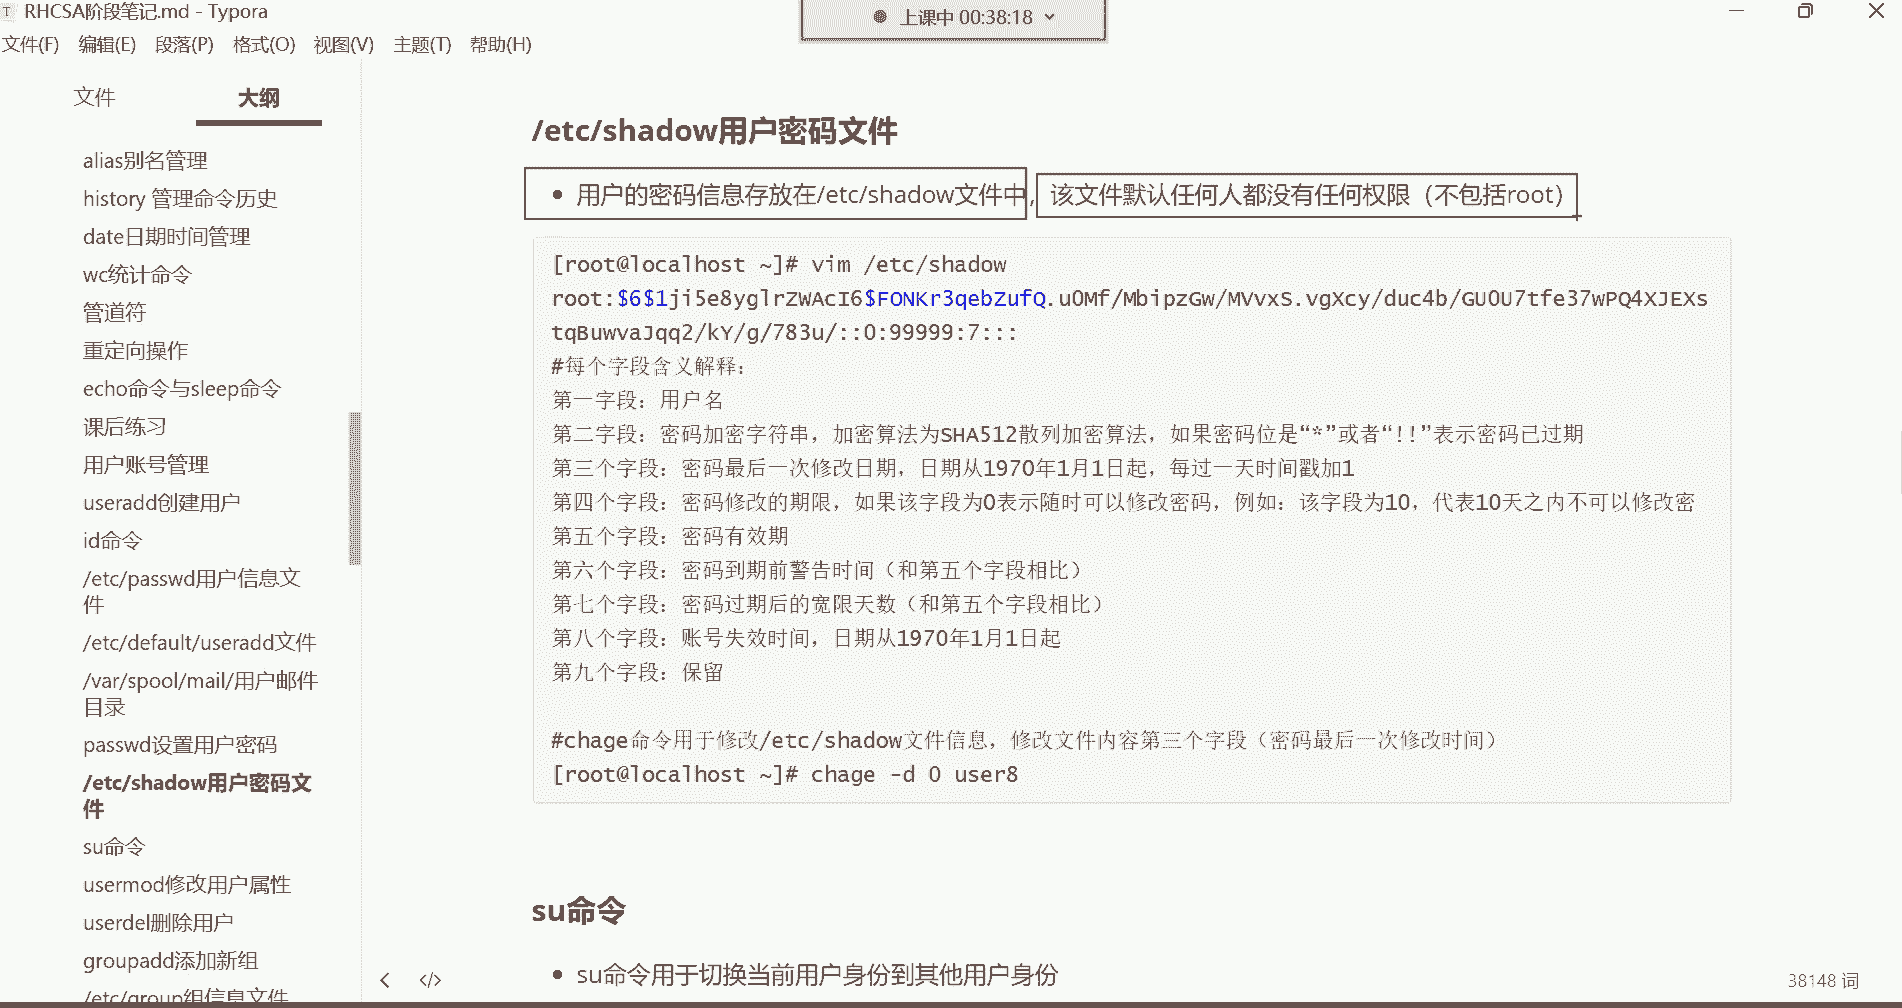 RHCSA阶段笔记.md - Typora
上课中 00:38:18
文件(F) 编辑(E) 段落(P) 格式(O) 视图(V) 主题(T) 帮助(H)
文件 大纲
alias别名管理
history 管理命令历史
date日期时间管理
wc统计命令
管道符
重定向操作
echo命令与sleep命令
课后练习
用户账号管理
useradd创建用户
id命令
/etc/passwd用户信息文
件
/etc/default/useradd文件
/var/spool/mail/用户邮件
目录
passwd设置用户密码
/etc/shadow用户密码文
件
su命令
usermod修改用户属性
userdel删除用户
groupadd添加新组
/etc/group组信息文件
/etc/shadow用户密码文件
用户的密码信息存放在/etc/shadow文件中,该文件默认任何人都没有任何权限（不包括root）
[root@localhost ~]# vim /etc/shadow
root:$6$1ji5e8yglrZWAcI6$FONKr3qebZufQ.uOMf/MbipzGw/MVvxS.vgXcy/duc4b/GUOU7tfe37wPQ4XJEXs
tqBuwvaJqq2/kY/g/783u/::0:99999:7:::
#每个字段含义解释：
第一字段：用户名
第二字段：密码加密字符串，加密算法为SHA512散列加密算法，如果密码位是“*”或者“!!”表示密码已过期
第三个字段：密码最后一次修改日期，日期从1970年1月1日起，每过一天时间戳加1
第四个字段：密码修改的期限，如果该字段为0表示随时可以修改密码，例如：该字段为10，代表10天之内不可以修改密
第五个字段：密码有效期
第六个字段：密码到期前警告时间（和第五个字段相比）
第七个字段：密码过期后的宽限天数（和第五个字段相比）
第八个字段：账号失效时间，日期从1970年1月1日起
第九个字段：保留
#chage命令用于修改/etc/shadow文件信息，修改文件内容第三个字段（密码最后一次修改时间）
[root@localhost ~]# chage -d 0 user8
su命令
su命令用于切换当前用户身份到其他用户身份
38148 词